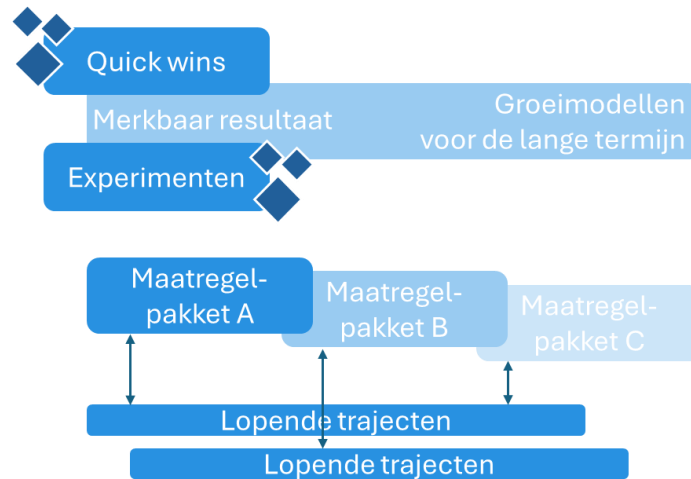 Quick wins
Merkbaar resultaat
Groeimodellen
voor de lange termijn
Experimenten
Maatregel-
pakket A
Maatregel-
pakket B
Maatregel-
pakket C
Lopende trajecten
Lopende trajecten